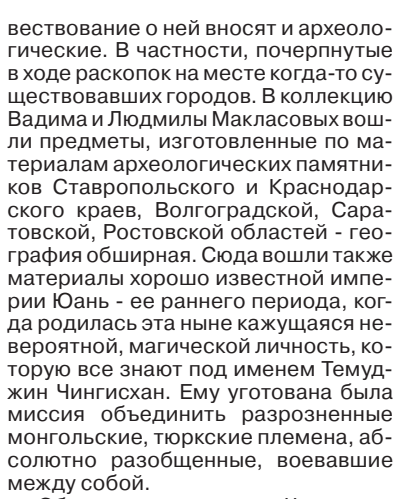 вествование о ней вносят и археоло-
гические. В частности, почерпнутые
в ходе раскопок на месте когда-то су-
ществовавших городов. В коллекцию
Вадима и Людмилы Макласовых вош-
ли предметы, изготовленные по ма-
териалам археологических памятни-
ков Ставропольского и Краснодар-
ского краев, Волгоградской, Сара-
товской, Ростовской областей - гео-
графия обширная. Сюда вошли также
материалы хорошо известной импе-
рии Юань - ее раннего периода, ког-
да родилась эта ныне кажущаяся не-
вероятной, магической личность, ко-
торую все знают под именем Темуд-
жин Чингисхан. Ему уготована была
миссия объединить разрозненные
монгольские, тюркские племена, аб-
солютно разобщенные, воевавшие
между собой.